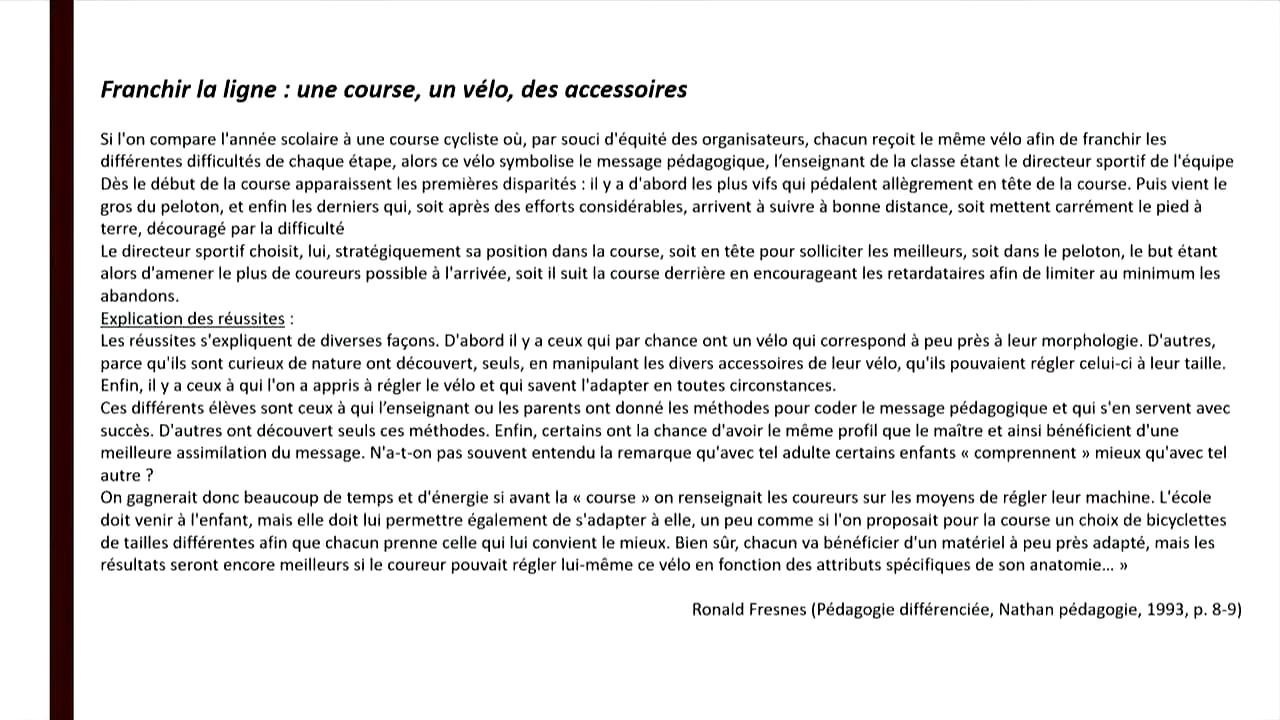 Franchir la ligne : une course, un vélo, des accessoires
Si l'on compare l'année scolaire à une course cycliste où, par souci d'équité des organisateurs, chacun reçoit le même vélo afin de franchir les
différentes difficultés de chaque étape, alors ce vélo symbolise le message pédagogique, l’enseignant de la classe étant le directeur sportif de l'équipe
Dès le début de la course apparaissent les premières disparités : il y a d'abord les plus vifs qui pédalent allègrement en tête de la course. Puis vient le
gros du peloton, et enfin les derniers qui, soit après des efforts considérables, arrivent à suivre à bonne distance, soit mettent carrément le pied à
terre, découragé par la difficulté
Le directeur sportif choisit, lui, stratégiquement sa position dans la course, soit en tête pour solliciter les meilleurs, soit dans le peloton, le but étant
alors d'amener le plus de coureurs possible à l'arrivée, soit il suit la course derrière en encourageant les retardataires afin de limiter au minimum les
abandons.
Explication des réussites :
Les réussites s'expliquent de diverses façons. D'abord il y a ceux qui par chance ont un vélo qui correspond à peu près à leur morphologie. D'autres,
parce qu'ils sont curieux de nature ont découvert, seuls, en manipulant les divers accessoires de leur vélo, qu'ils pouvaient régler celui-ci à leur taille.
Enfin, il y a ceux à qui l'on a appris à régler le vélo et qui savent l'adapter en toutes circonstances.
Ces différents élèves sont ceux à qui l’enseignant ou les parents ont donné les méthodes pour coder le message pédagogique et qui s'en servent avec
succès. D'autres ont découvert seuls ces méthodes. Enfin, certains ont la chance d'avoir le même profil que le maître et ainsi bénéficient d'une
meilleure assimilation du message. N'a-t-on pas souvent entendu la remarque qu'avec tel adulte certains enfants « comprennent » mieux qu'avec tel
autre ?
On gagnerait donc beaucoup de temps et d'énergie si avant la « course » on renseignait les coureurs sur les moyens de régler leur machine. L'école
doit venir à l'enfant, mais elle doit lui permettre également de s'adapter à elle, un peu comme si l'on proposait pour la course un choix de bicyclettes
de tailles différentes afin que chacun prenne celle qui lui convient le mieux. Bien sûr, chacun va bénéficier d'un matériel à peu près adapté, mais les
résultats seront encore meilleurs si le coureur pouvait régler lui-même ce vélo en fonction des attributs spécifiques de son anatomie... »
Ronald Fresnes (Pédagogie différenciée, Nathan pédagogie, 1993, p. 8-9)